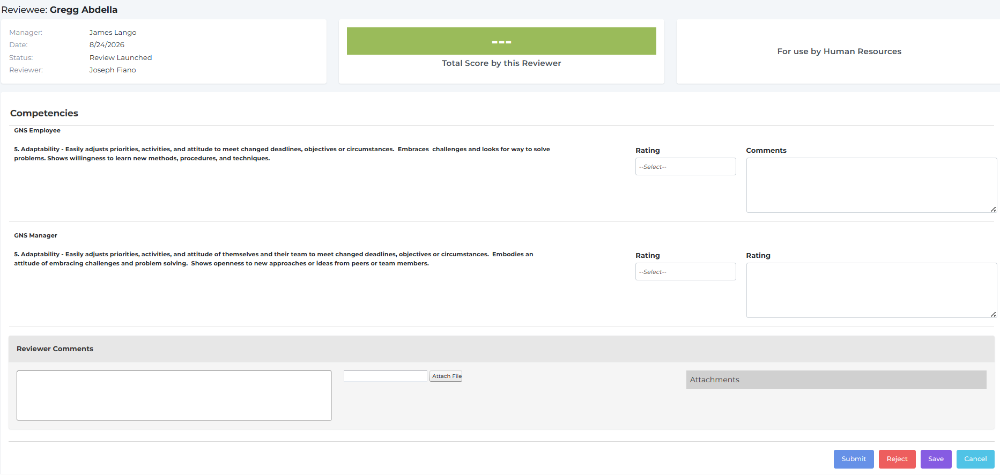 Reviewee: Gregg Abdella
Manager: James Lango
Date: 8/24/2026
Status: Review Launched
Reviewer: Joseph Fiano
---
Total Score by this Reviewer
For use by Human Resources
Competencies
GNS Employee
5. Adaptability - Easily adjusts priorities, activities, and attitude to meet changed deadlines, objectives or circumstances.  Embraces  challenges and looks for way to solve
problems. Shows willingness to learn new methods, procedures, and techniques.
Rating
--Select--
Comments
GNS Manager
5. Adaptability - Easily adjusts priorities, activities, and attitude of themselves and their team to meet changed deadlines, objectives or circumstances.  Embodies an
attitude of embracing challenges and problem solving.  Shows openness to new approaches or ideas from peers or team members.
Rating
--Select--
Rating
Reviewer Comments
Attach File
Attachments
Submit
Reject
Save
Cancel